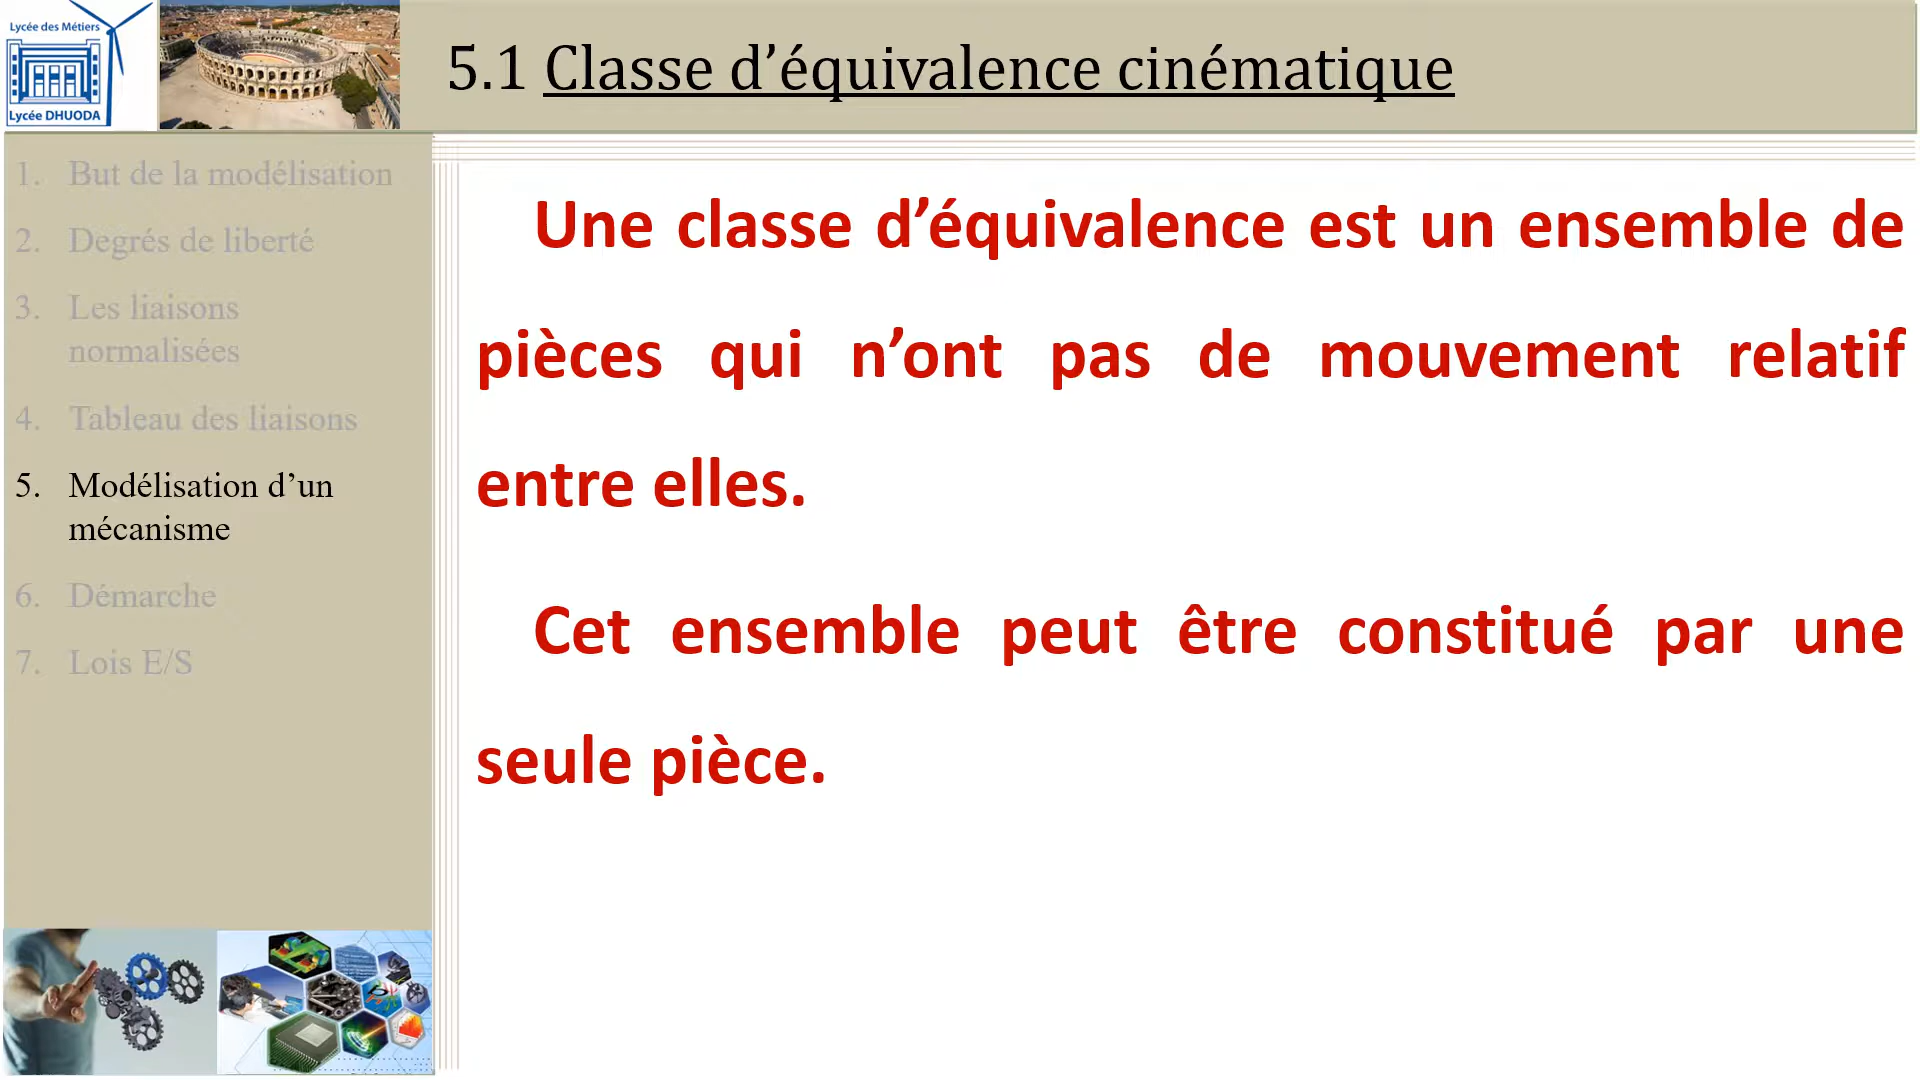 Lycée des Métiers
Lycée DHUODA
5.1 Classe d’équivalence cinématique
1. But de la modélisation
2. Degrés de liberté
3. Les liaisons
normalisées
4. Tableau des liaisons
5. Modélisation d’un
mécanisme
6. Démarche
7. Lois E/S
Une classe d’équivalence est un ensemble de
pièces qui n’ont pas de mouvement relatif
entre elles.
Cet ensemble peut être constitué par une
seule pièce.